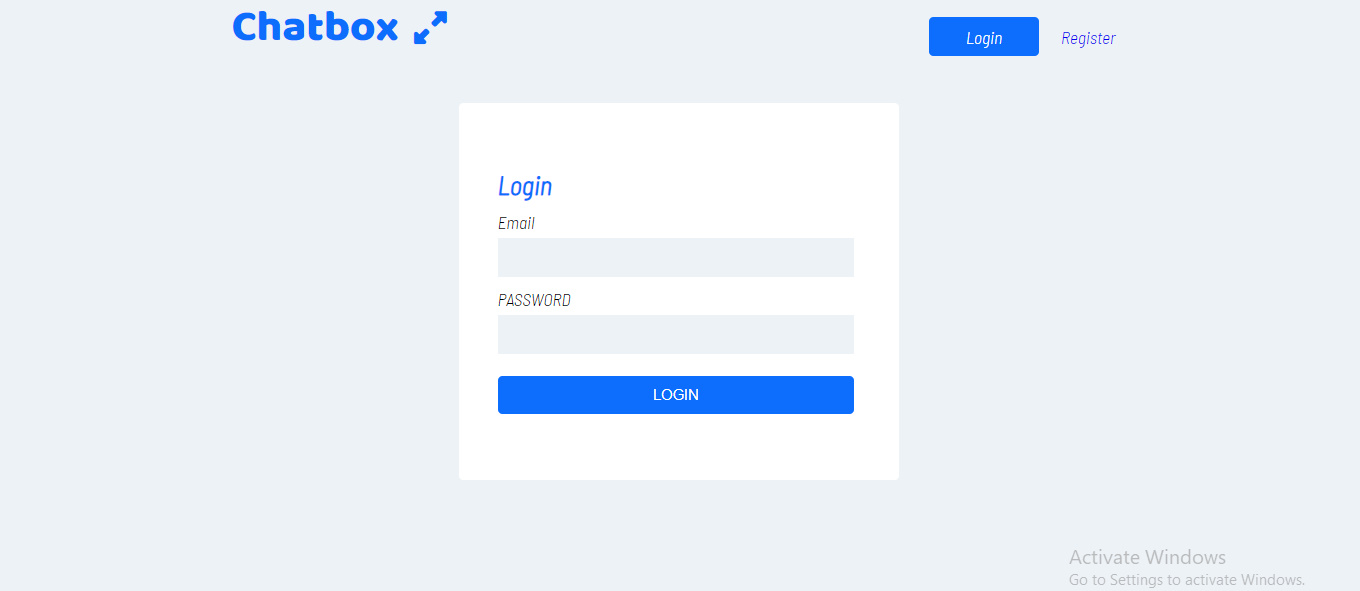 Chatbox
Login
Register
Login
Email
PASSWORD
LOGIN
Activate Windows
Go to Settings to activate Windows.